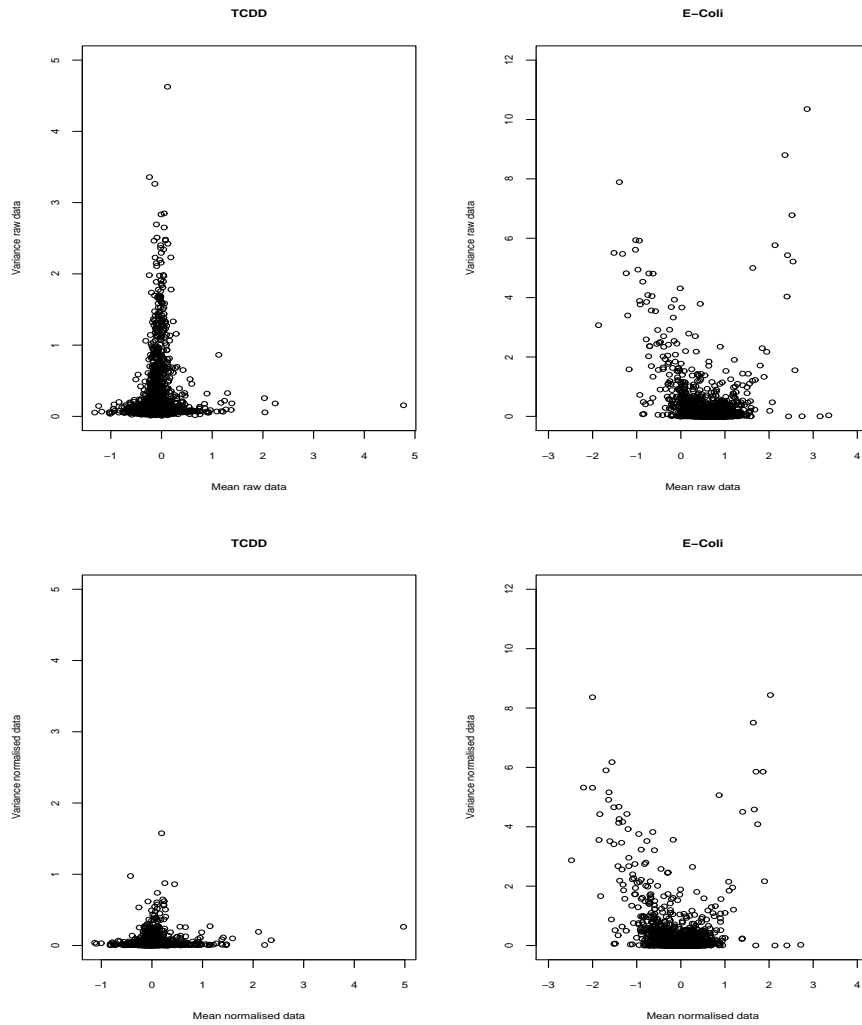 TCDD
Variance raw data
0 1 2 3 4 5
−1 0 1 2 3 4 5
Mean raw data
E−Coli
Variance raw data
0 2 4 6 8 10 12
−3 −2 −1 0 1 2 3 4
Mean raw data
TCDD
Variance normalised data
0 1 2 3 4 5
−1 0 1 2 3 4 5
Mean normalised data
E−Coli
Variance normalised data
0 2 4 6 8 10 12
−3 −2 −1 0 1 2 3 4
Mean normalised data